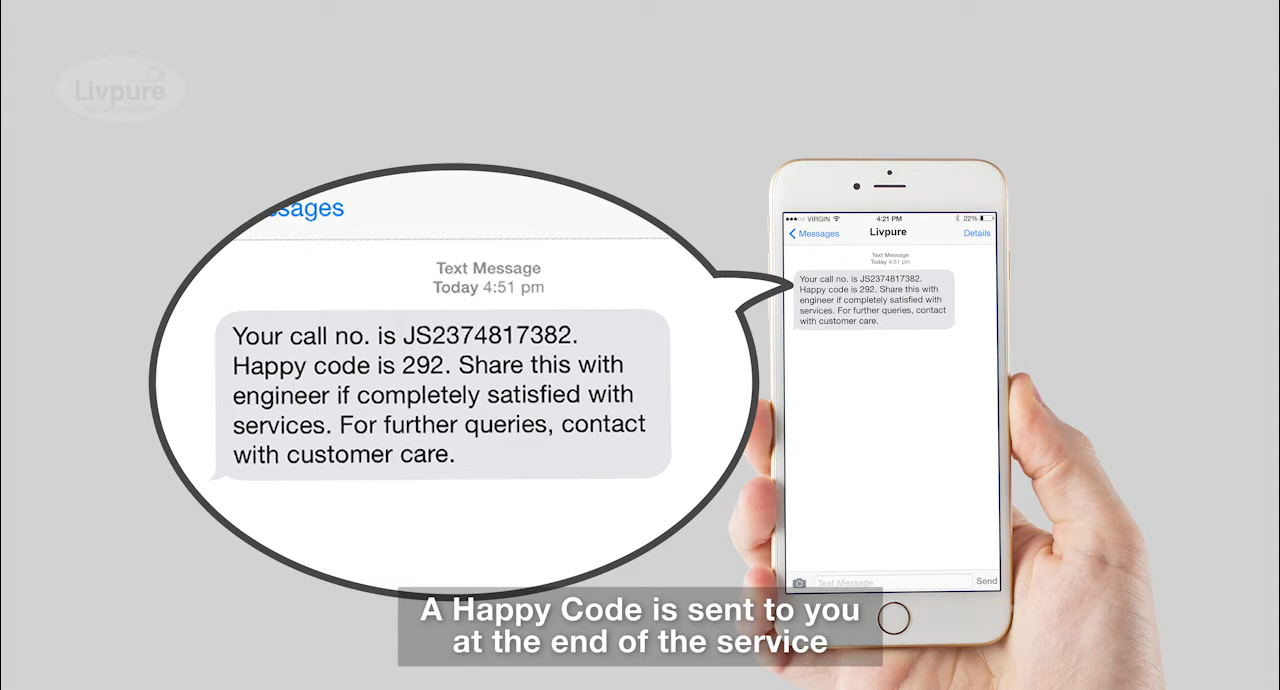 Livpure
ssages
Text Message
Today 4:51 pm
Your call no. is JS2374817382.
Happy code is 292. Share this with
engineer if completely satisfied with
services. For further queries, contact
with customer care.
VIRGIN
4:21 PM
22%
Messages
Livpure
Details
Text Message
Today 4:51 pm
Your call no. is JS2374817382.
Happy code is 292. Share this with
engineer if completely satisfied with
services. For further queries, contact
with customer care.
Text Message
Send
A Happy Code is sent to you
at the end of the service